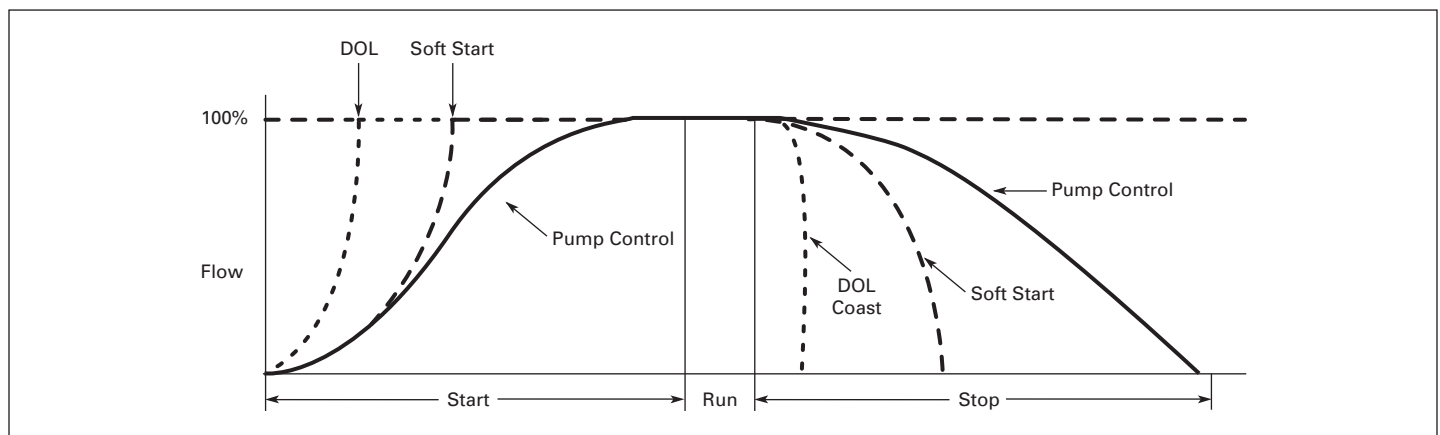 DOL
Soft Start
100%
Pump Control
Pump Control
Flow
DOL
Coast
Soft Start
Start
Run
Stop